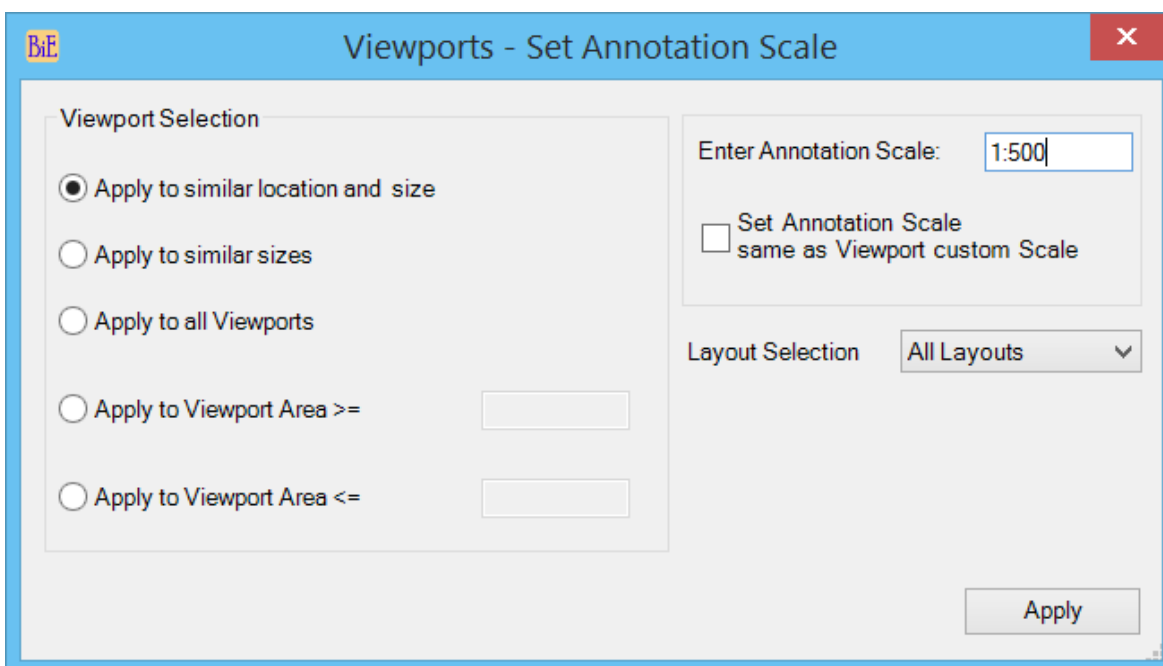 BiE
Viewports - Set Annotation Scale
Viewport Selection
Apply to similar location and size
Apply to similar sizes
Apply to all Viewports
Apply to Viewport Area >=
Apply to Viewport Area <=
Enter Annotation Scale: 1:500
Set Annotation Scale
same as Viewport custom Scale
Layout Selection All Layouts
Apply